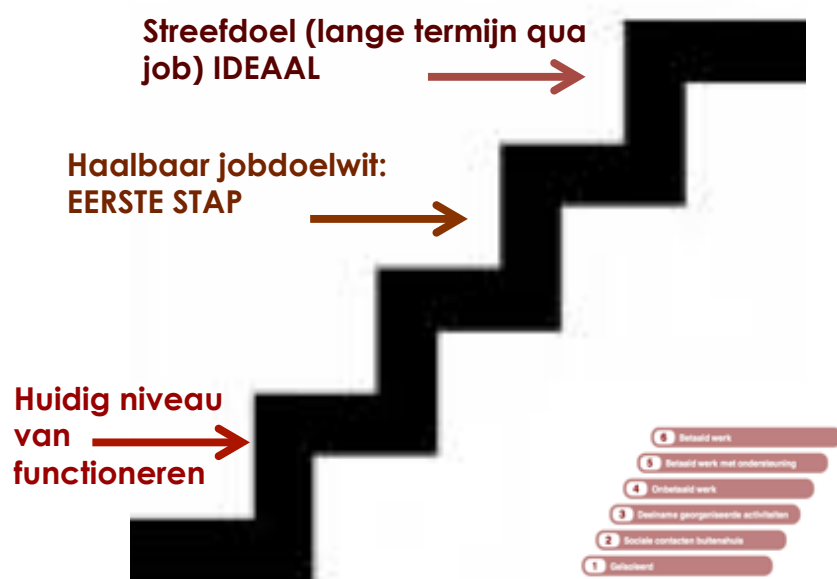 Streefdoel (lange termijn qua
job) IDEAAL
Haalbaar jobdoelwit:
EERSTE STAP
Huidig niveau
van
functioneren
6 Betaald werk
5 Betaald werk met ondersteuning
4 Onbetaald werk
3 Deelname georganiseerde activiteiten
2 Sociale contacten buitenshuis
1 Geïsoleerd